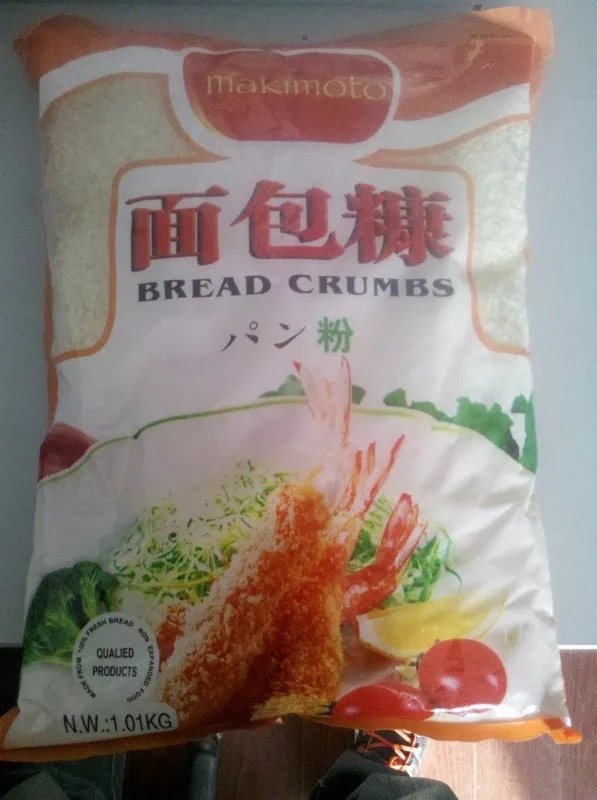 makimoto
面包糠
BREAD CRUMBS
パン粉
MADE FROM 100% FRESH BREAD · NON EXPANDED FOOD
QUALIED
PRODUCTS
N.W.:1.01KG